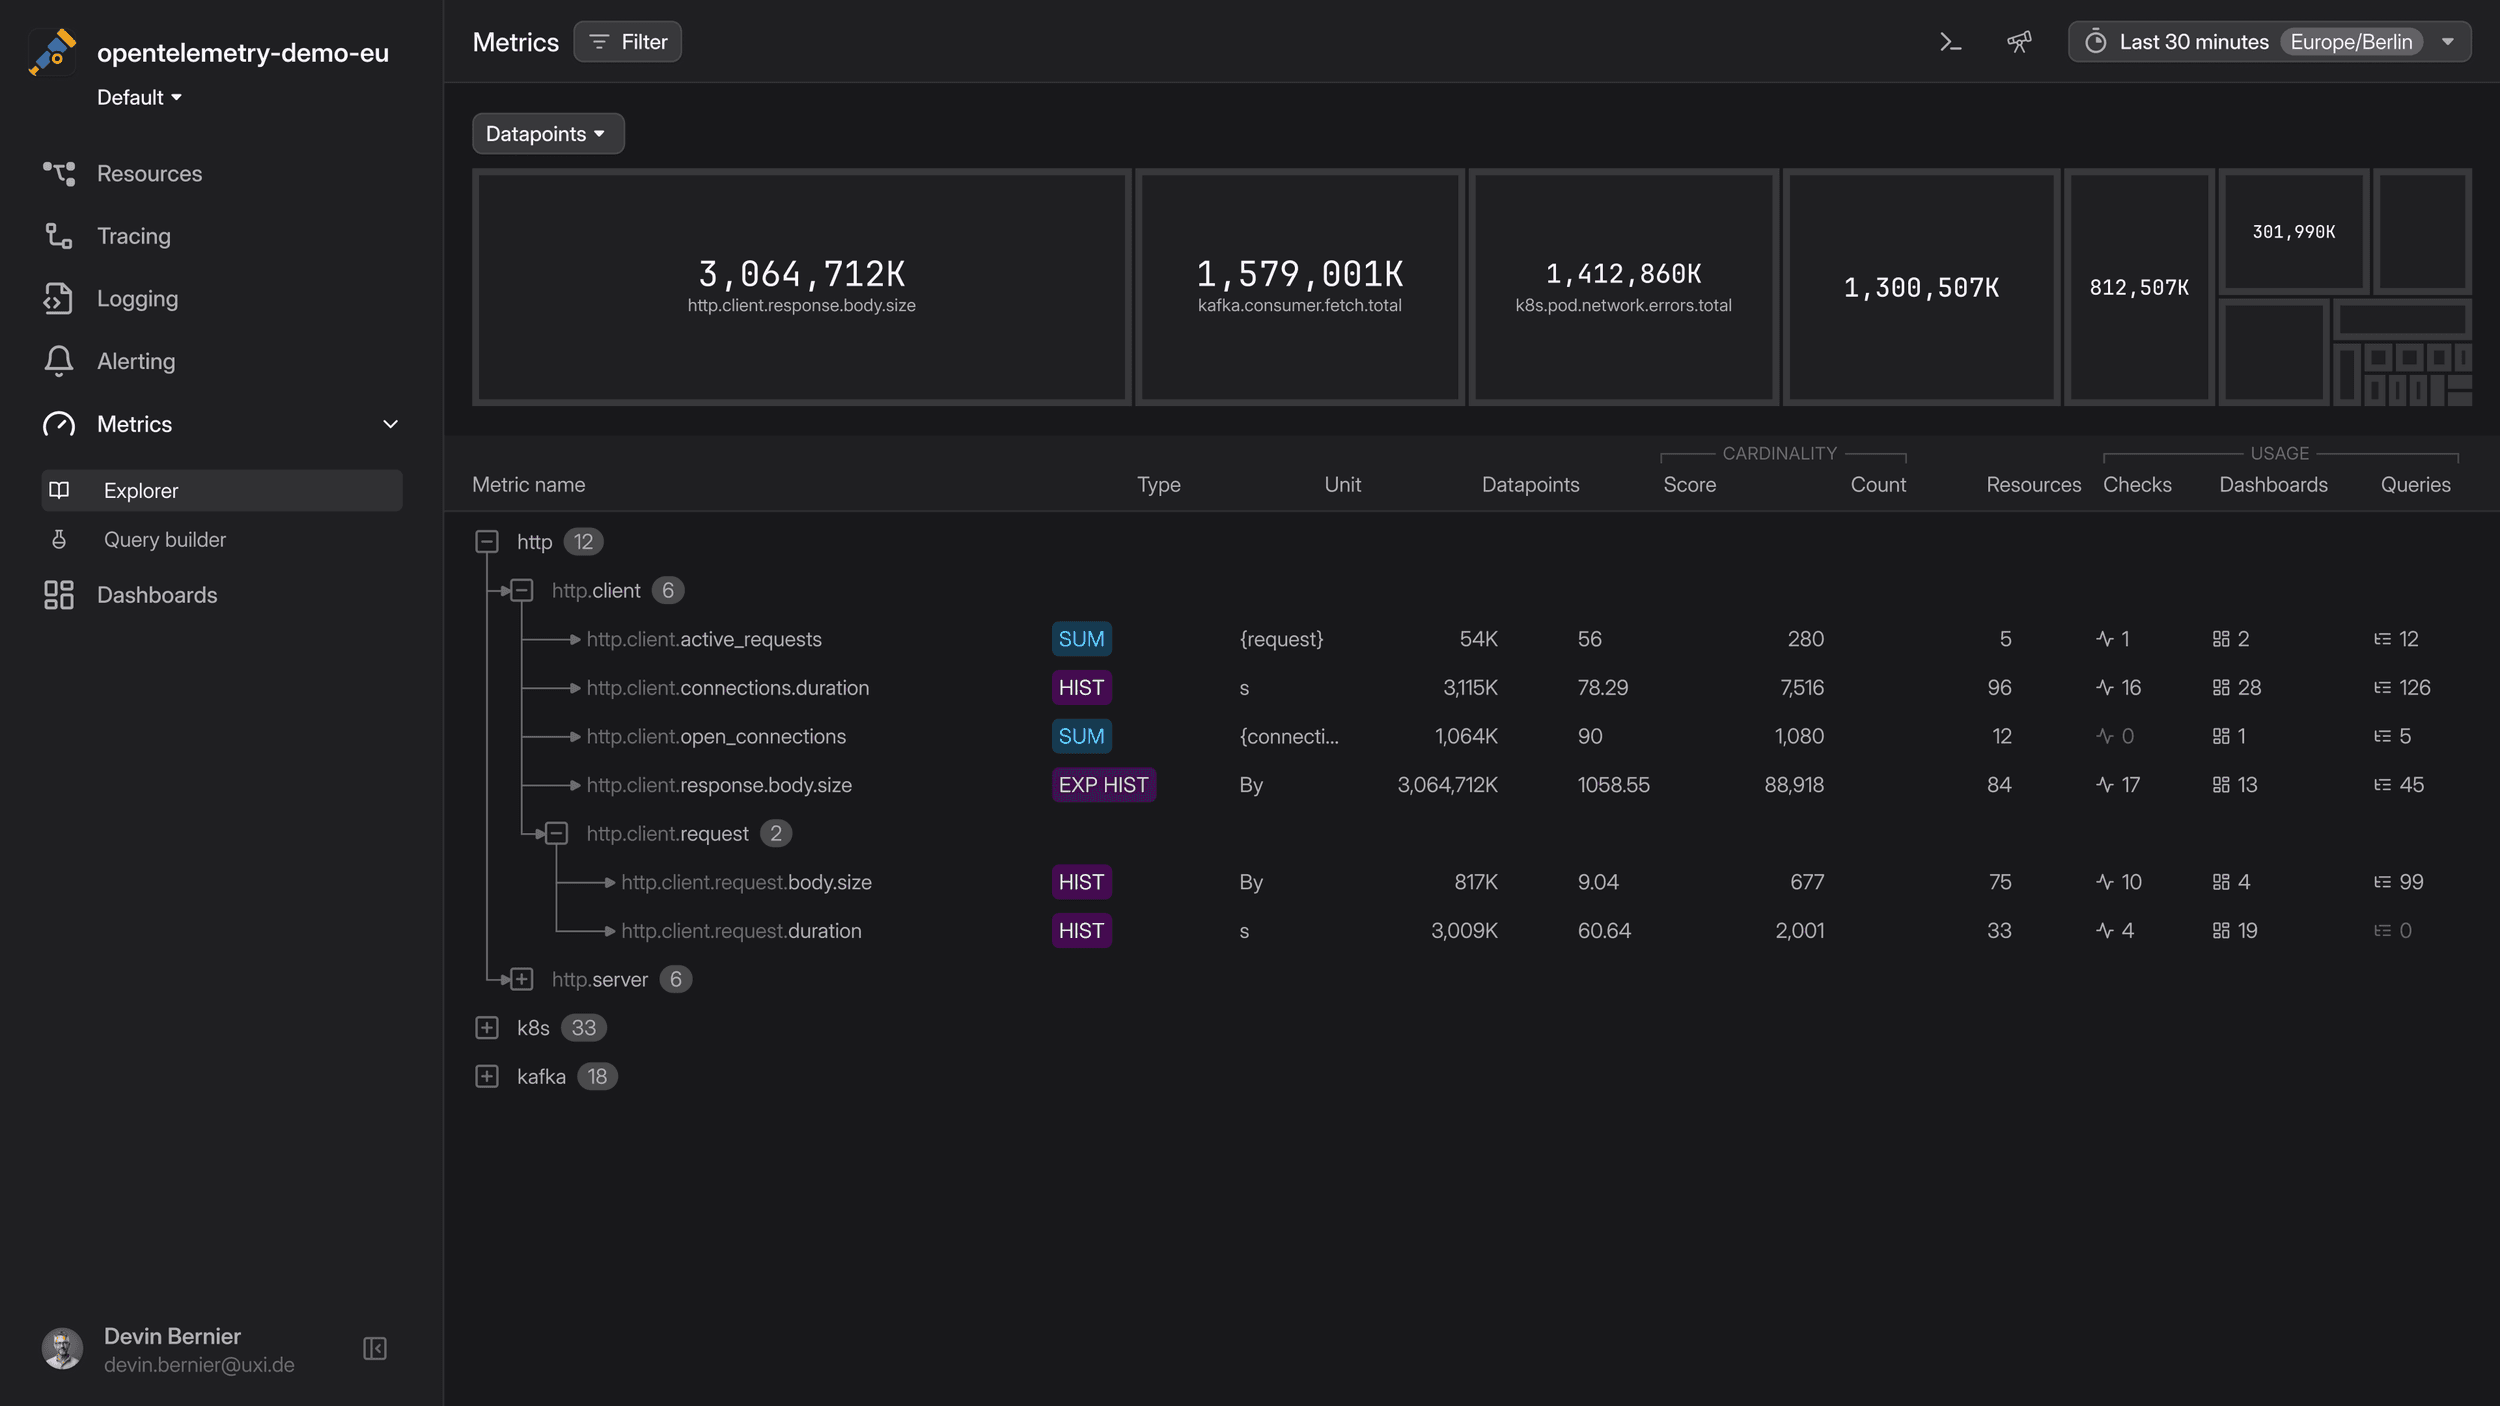 opentelemetry-demo-eu
Default
Resources
Tracing
Logging
Alerting
Metrics
Explorer
Query builder
Dashboards
Devin Bernier
devin.bernier@uxi.de
Metrics Filter Last 30 minutes Europe/Berlin
Datapoints
3,064,712K
http.client.response.body.size
1,579,001K
kafka.consumer.fetch.total
1,412,860K
k8s.pod.network.errors.total
1,300,507K
812,507K
301,990K
CARDINALITY USAGE
Metric name Type Unit Datapoints Score Count Resources Checks Dashboards Queries
http 12
http.client 6
http.client.active_requests SUM {request} 54K 56 280 5 1 2 12
http.client.connections.duration HIST s 3,115K 78.29 7,516 96 16 28 126
http.client.open_connections SUM {connecti... 1,064K 90 1,080 12 0 1 5
http.client.response.body.size EXP HIST By 3,064,712K 1058.55 88,918 84 17 13 45
http.client.request 2
http.client.request.body.size HIST By 817K 9.04 677 75 10 4 99
http.client.request.duration HIST s 3,009K 60.64 2,001 33 4 19 0
http.server 6
k8s 33
kafka 18